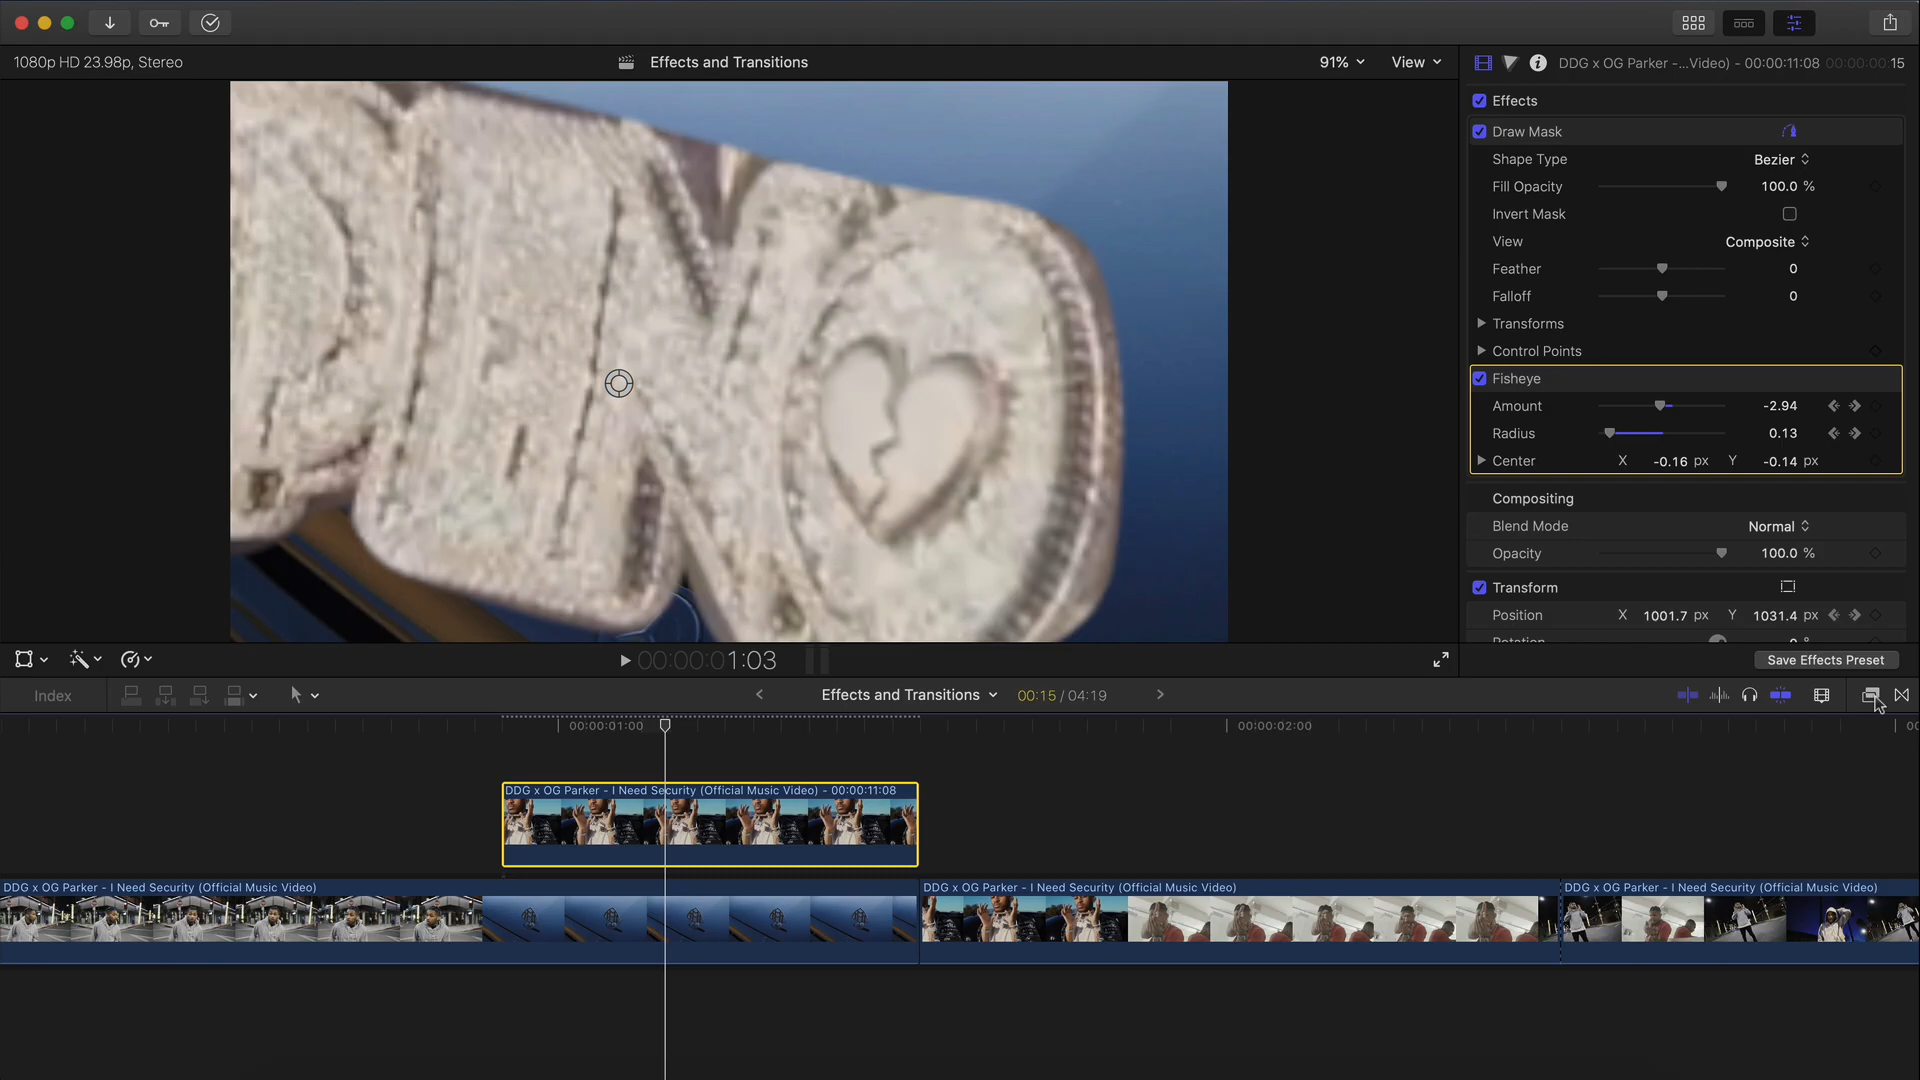 1080p HD 23.98p, Stereo
Effects and Transitions
91%
View
DDG x OG Parker -...Video) - 00:00:11:08
00:00:00:15
Effects
Draw Mask
Shape Type
Bezier
Fill Opacity
100.0 %
Invert Mask
View
Composite
Feather
0
Falloff
0
Transforms
Control Points
Fisheye
Amount
-2.94
Radius
0.13
Center
X -0.16 px Y -0.14 px
Compositing
Blend Mode
Normal
Opacity
100.0 %
Transform
Position
X 1001.7 px Y 1031.4 px
Rotation
0 °
00:00:01:03
Save Effects Preset
Index
Effects and Transitions
00:15 / 04:19
00:00:01:00
00:00:02:00
DDG x OG Parker - I Need Security (Official Music Video) - 00:00:11:08
DDG x OG Parker - I Need Security (Official Music Video)
DDG x OG Parker - I Need Security (Official Music Video)
DDG x OG Parker - I Need Security (Official Music Video)